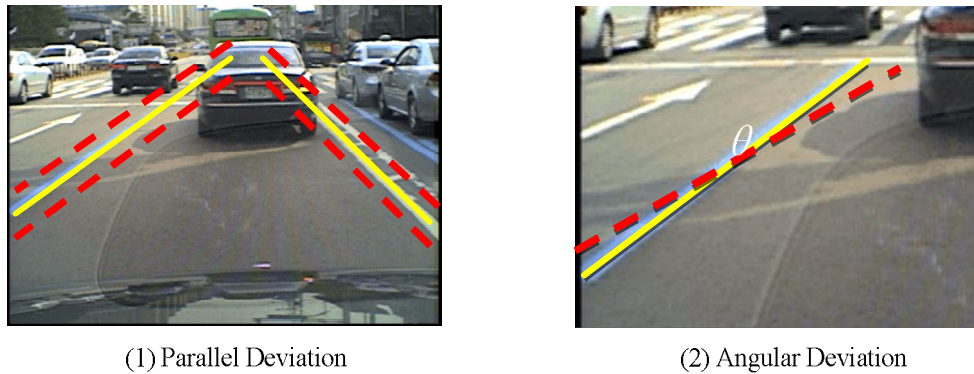 θ
(1) Parallel Deviation
(2) Angular Deviation